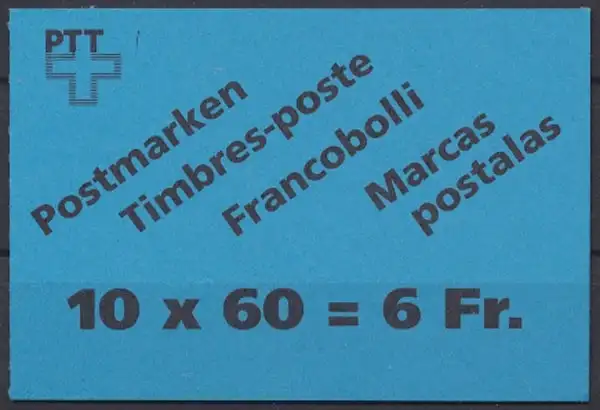 PTT
Postmarken
Timbres-poste
Francobolli
Marcas
postalas
10 x 60 = 6 Fr.